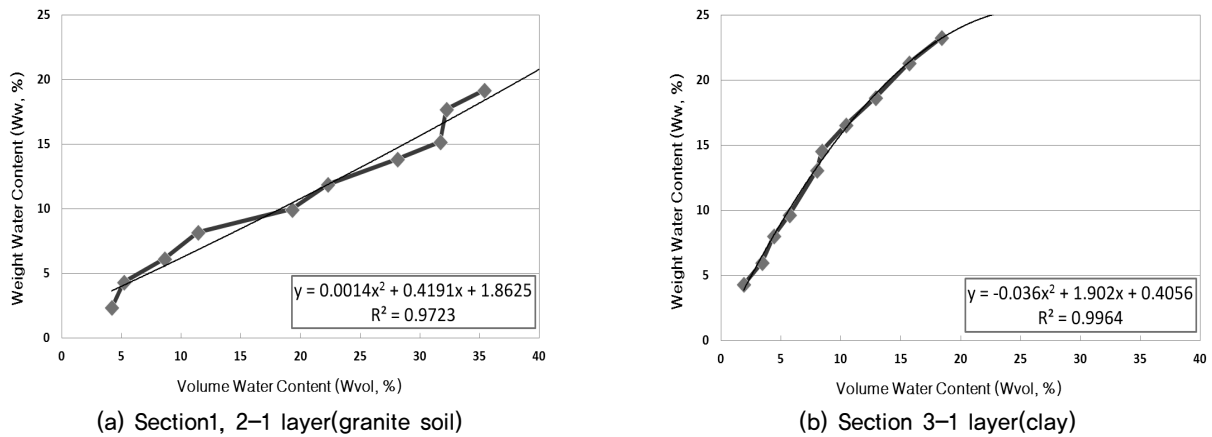 25
20
15
10
5
0
Weight Water Content (Ww, %)
y = 0.0014x² + 0.4191x + 1.8625
R² = 0.9723
0 5 10 15 20 25 30 35 40
Volume Water Content (Wvol, %)
(a) Section1, 2-1 layer(granite soil)
25
20
15
10
5
0
Weight Water Content (Ww, %)
y = -0.036x² + 1.902x + 0.4056
R² = 0.9964
0 5 10 15 20 25 30 35 40
Volume Water Content (Wvol, %)
(b) Section 3-1 layer(clay)